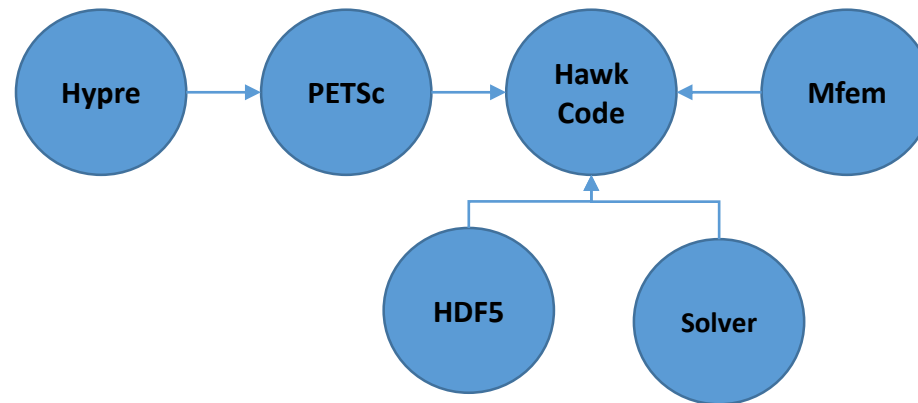 Hypre
PETSc
Hawk
Code
Mfem
HDF5
Solver